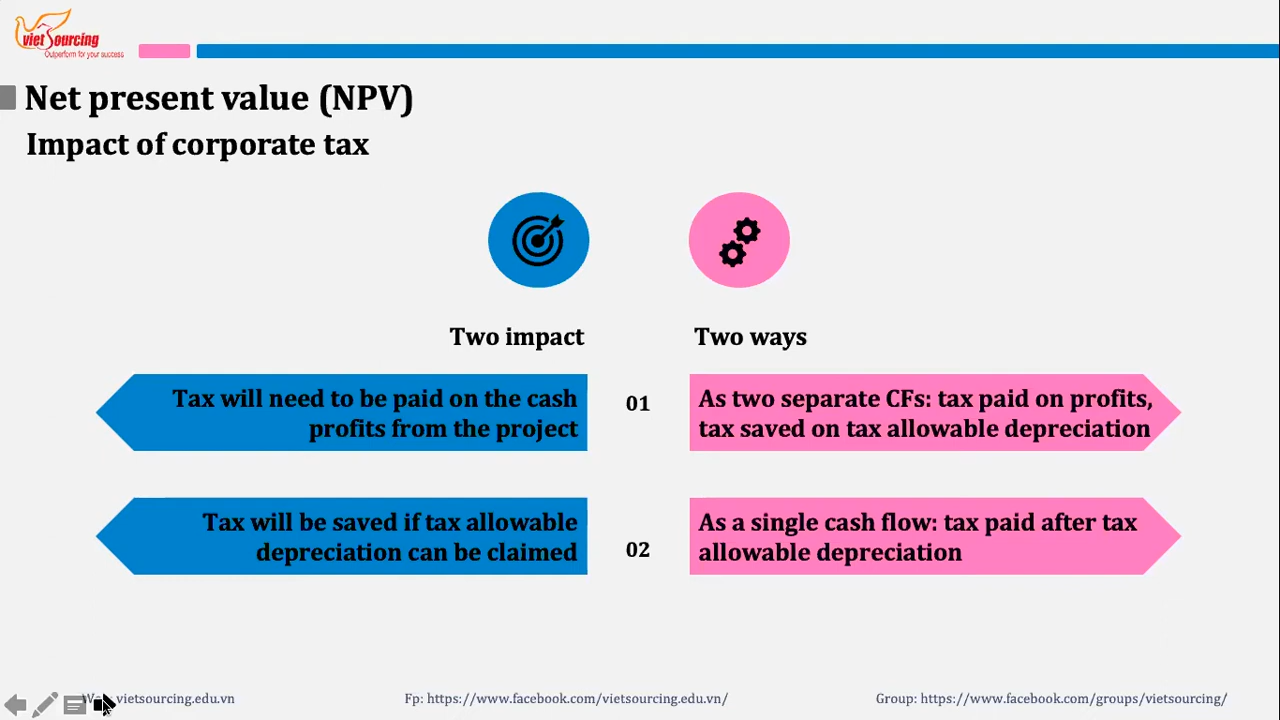 vietSourcing
Outperform for your success
Net present value (NPV)
Impact of corporate tax
Two impact
Two ways
Tax will need to be paid on the cash
profits from the project
01
As two separate CFs: tax paid on profits,
tax saved on tax allowable depreciation
Tax will be saved if tax allowable
depreciation can be claimed
02
As a single cash flow: tax paid after tax
allowable depreciation
vietsourcing.edu.vn
Fp: https://www.facebook.com/vietsourcing.edu.vn/
Group: https://www.facebook.com/groups/vietsourcing/